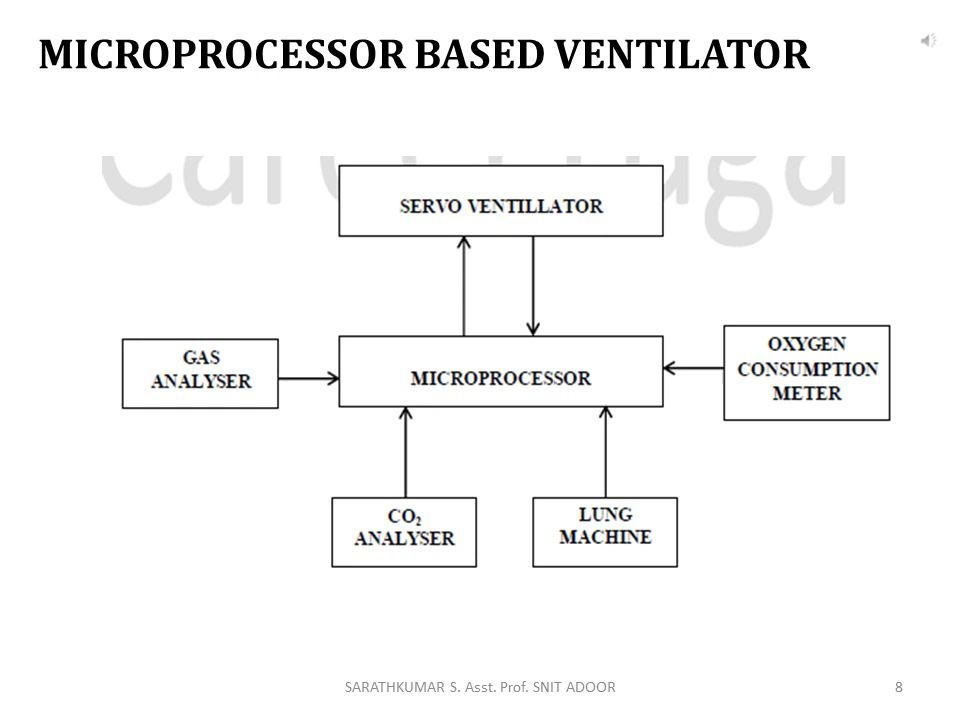 MICROPROCESSOR BASED VENTILATOR
SERVO VENTILLATOR
GAS
ANALYSER
MICROPROCESSOR
OXYGEN
CONSUMPTION
METER
CO₂
ANALYSER
LUNG
MACHINE
SARATHKUMAR S. Asst. Prof. SNIT ADOOR
8